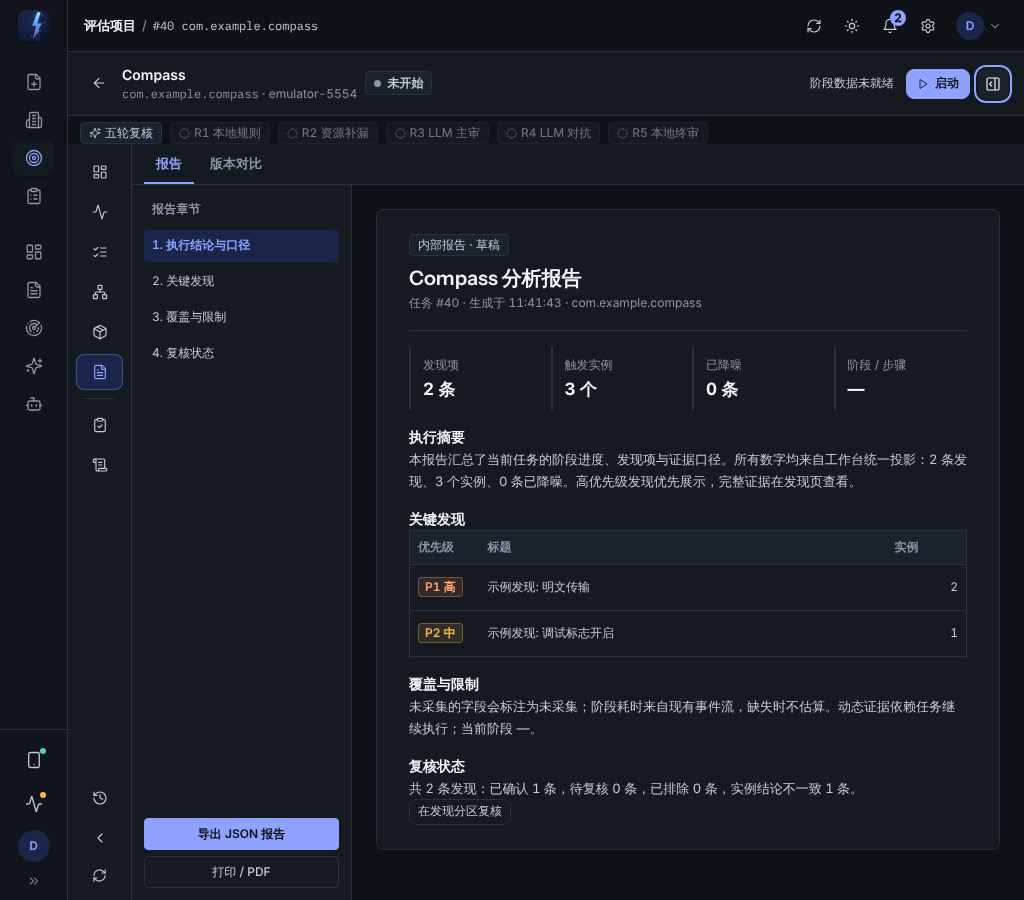 评估项目 / #40 com.example.compass
2
D
Compass
com.example.compass · emulator-5554
未开始
阶段数据未就绪
启动
五轮复核
R1 本地规则
R2 资源补漏
R3 LLM 主审
R4 LLM 对抗
R5 本地终审
报告
版本对比
报告章节
1. 执行结论与口径
2. 关键发现
3. 覆盖与限制
4. 复核状态
导出 JSON 报告
打印 / PDF
内部报告 · 草稿
Compass 分析报告
任务 #40 · 生成于 11:41:43 · com.example.compass
发现项
2 条
触发实例
3 个
已降噪
0 条
阶段 / 步骤
—
执行摘要
本报告汇总了当前任务的阶段进度、发现项与证据口径。所有数字均来自工作台统一投影：2 条发
现、3 个实例、0 条已降噪。高优先级发现优先展示，完整证据在发现页查看。
关键发现
优先级 标题 实例
P1 高 示例发现: 明文传输 2
P2 中 示例发现: 调试标志开启 1
覆盖与限制
未采集的字段会标注为未采集；阶段耗时来自现有事件流，缺失时不估算。动态证据依赖任务继
续执行；当前阶段 —。
复核状态
共 2 条发现：已确认 1 条，待复核 0 条，已排除 0 条，实例结论不一致 1 条。
在发现分区复核
D